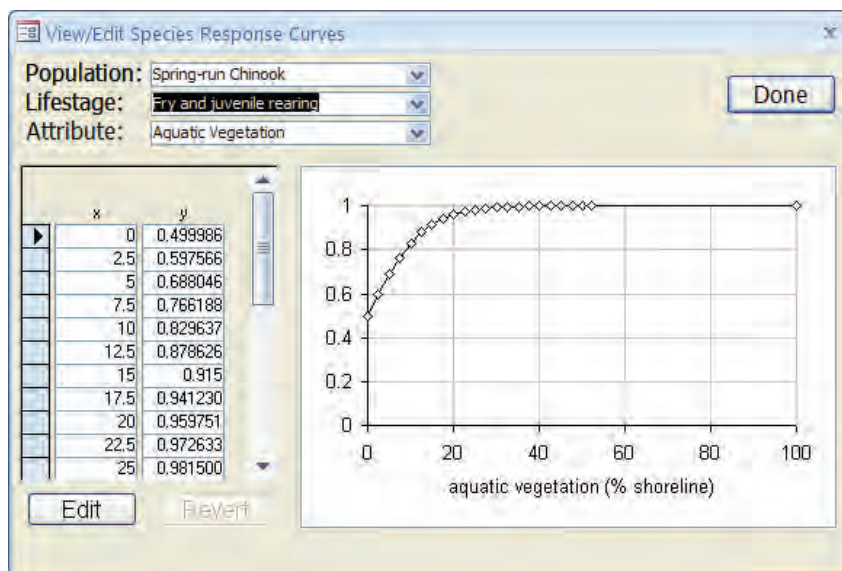 View/Edit Species Response Curves
x
Population: Spring-run Chinook
Lifestage: Fry and juvenile rearing
Attribute: Aquatic Vegetation
Done
x y
0 0.499986
2.5 0.597566
5 0.688046
7.5 0.766188
10 0.829637
12.5 0.878626
15 0.915
17.5 0.941230
20 0.959751
22.5 0.972633
25 0.981500
Edit
Revert
1
0.8
0.6
0.4
0.2
0
0 20 40 60 80 100
aquatic vegetation (% shoreline)